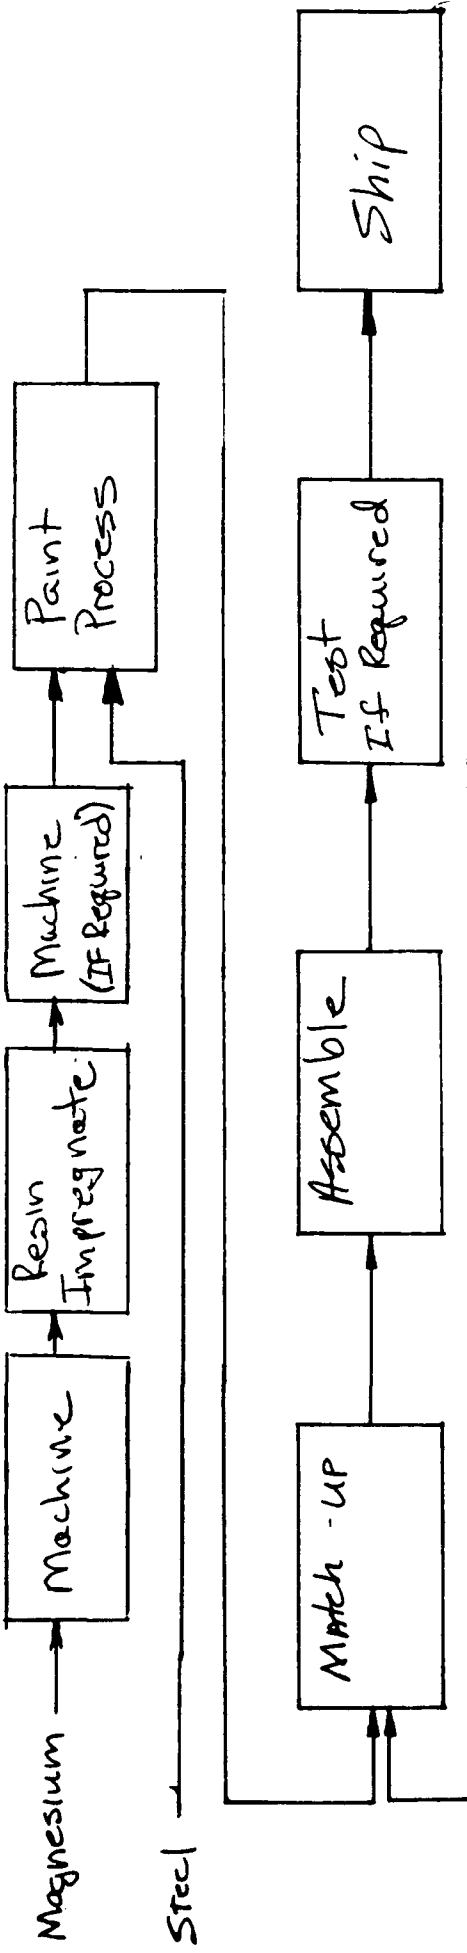 Magnesium
Machine
Resin
Impregnate
Machine
(IF Required)
Paint
Process
Steel
Match-UP
Assemble
Test
If Required
Ship